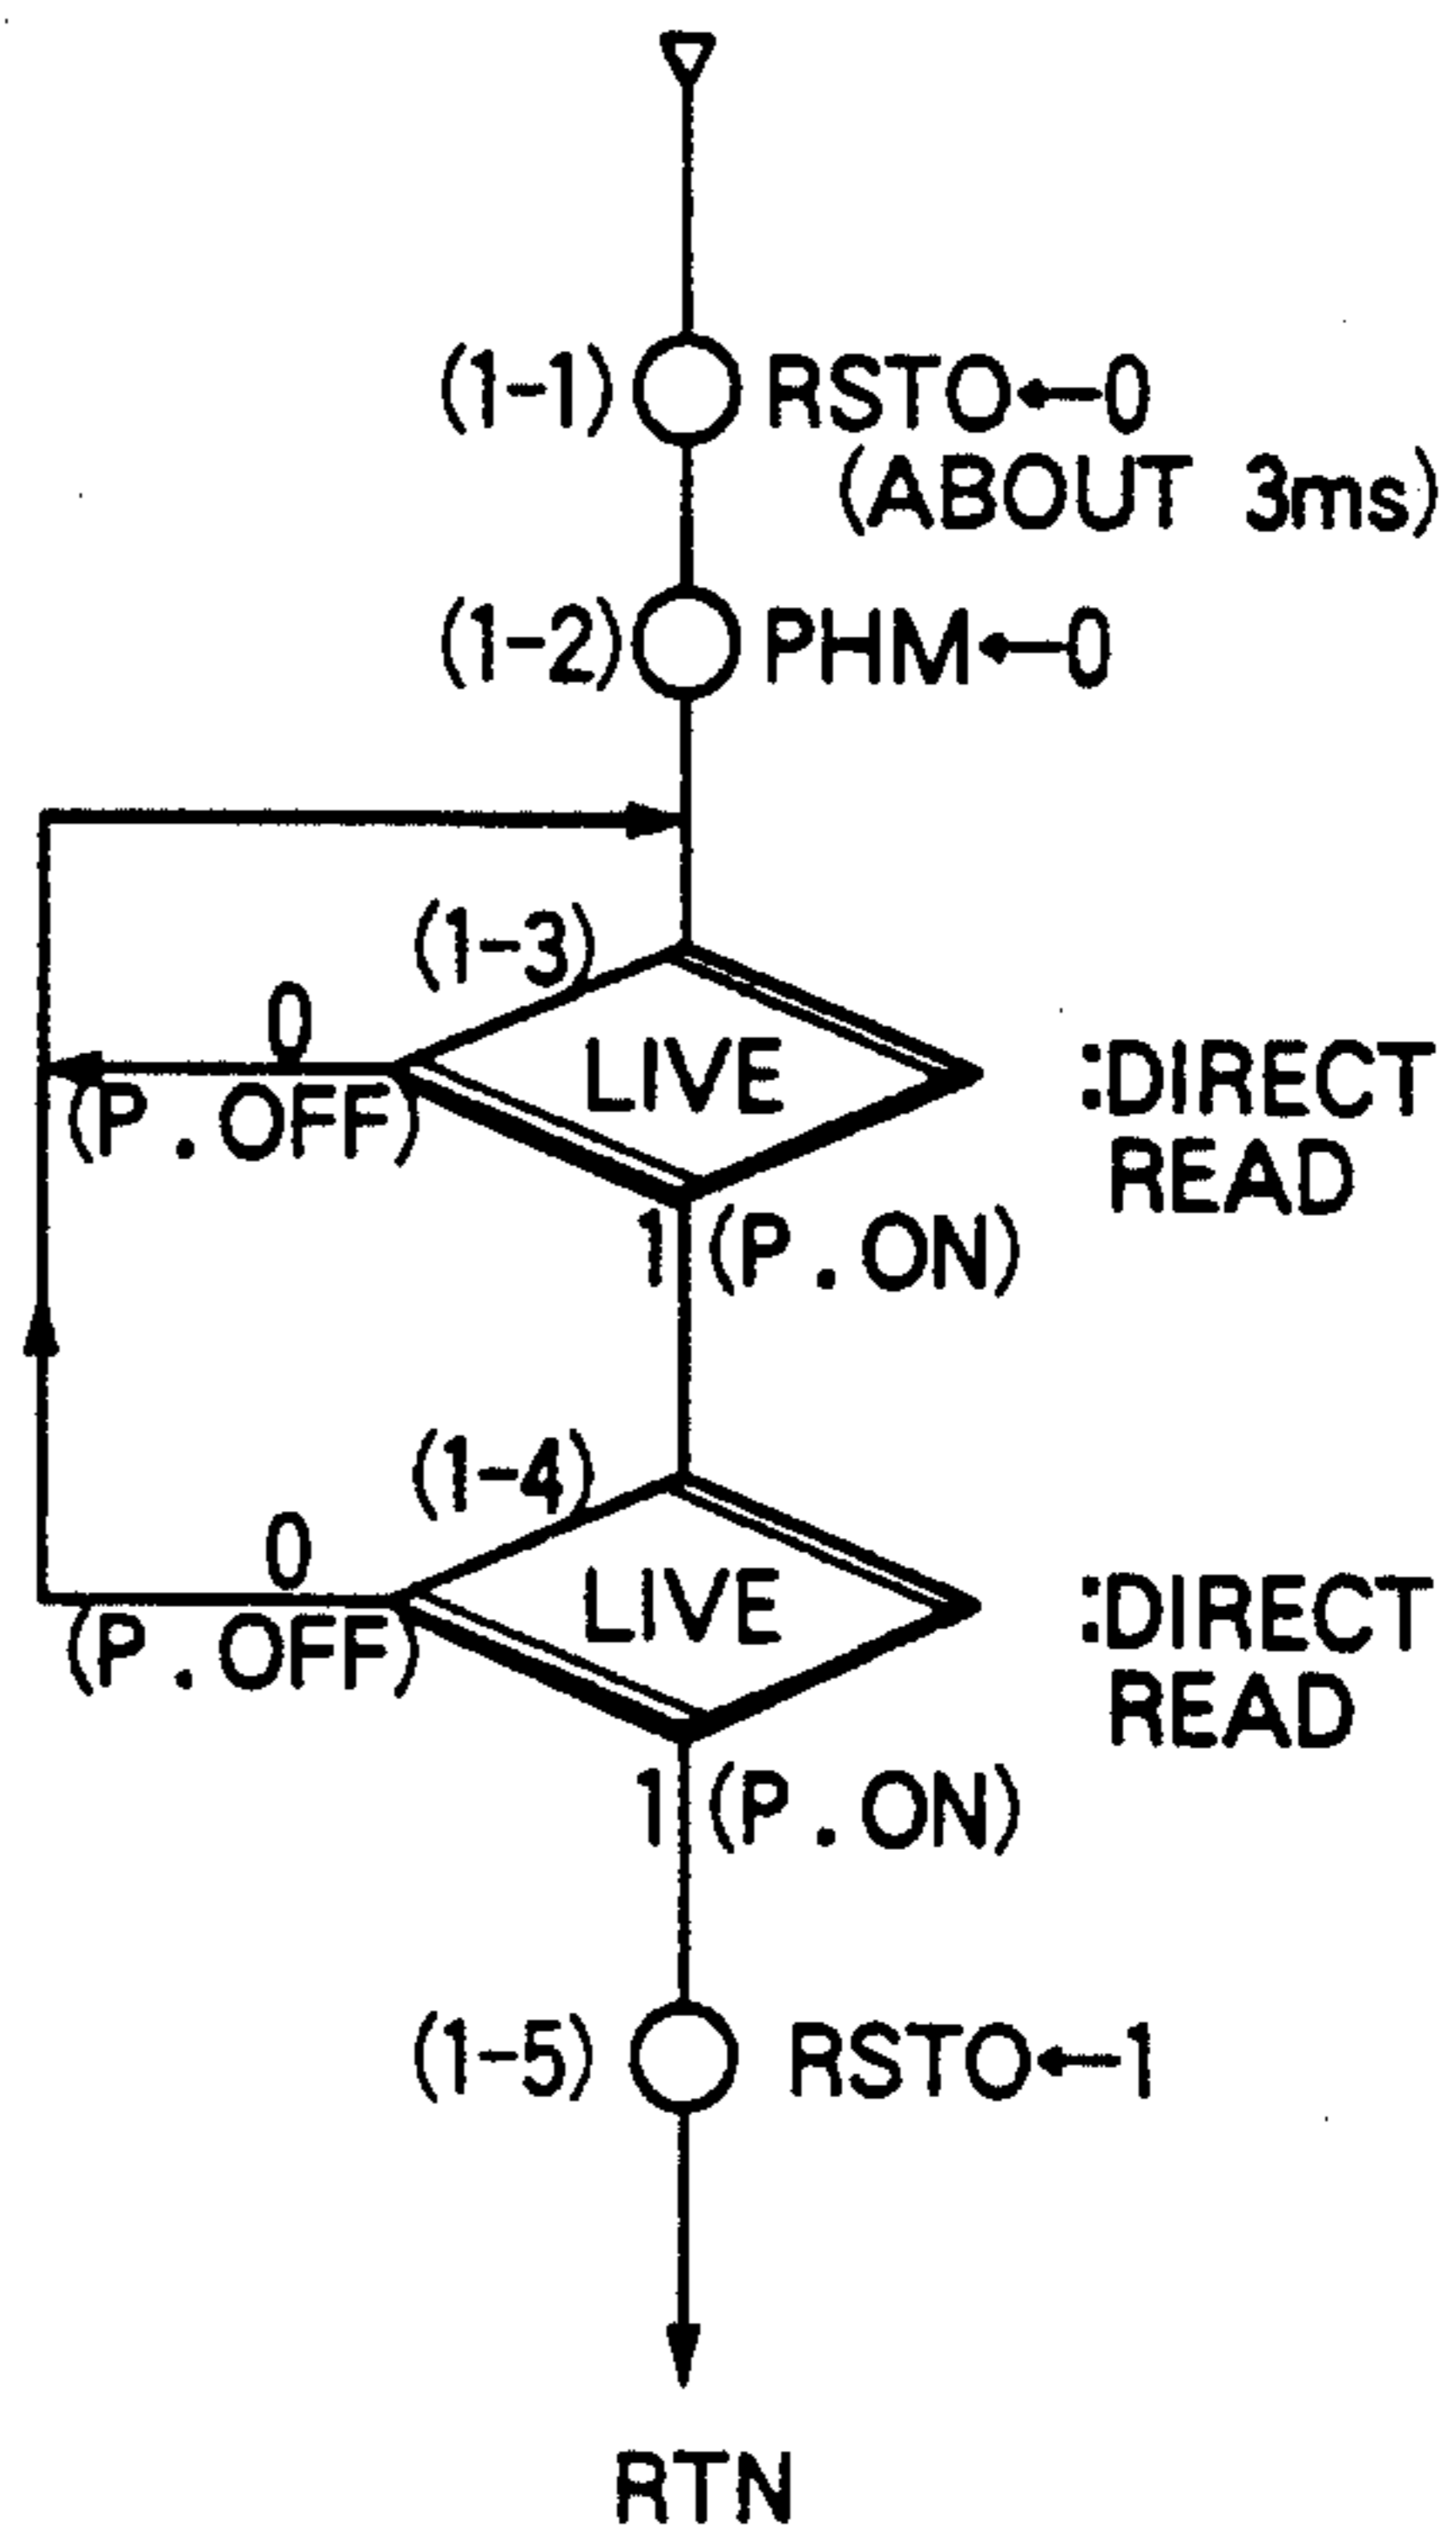 (1-1) RSTO←0
(ABOUT 3ms)
(1-2) PHM←0
(1-3)
0
LIVE :DIRECT
(P.OFF) READ
1 (P.ON)
(1-4)
0
LIVE :DIRECT
(P.OFF) READ
1 (P.ON)
(1-5) RSTO←1
RTN